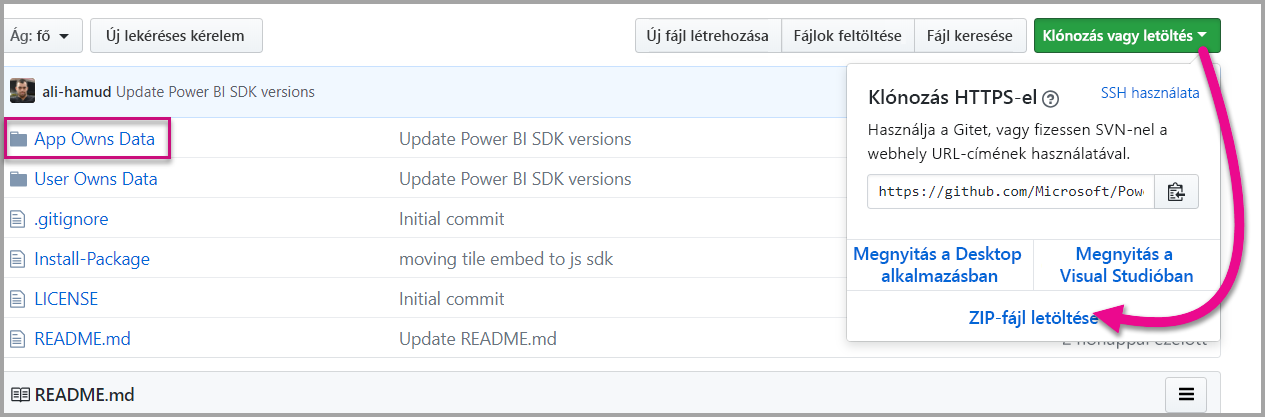 Ág: fő
Új lekéréses kérelem
Új fájl létrehozása
Fájlok feltöltése
Fájl keresése
Klónozás vagy letöltés
ali-hamud Update Power BI SDK versions
App Owns Data Update Power BI SDK versions
User Owns Data Update Power BI SDK versions
.gitignore Initial commit
Install-Package moving tile embed to js sdk
LICENSE Initial commit
README.md Update README.md
Klónozás HTTPS-el ?
SSH használata
Használja a Gitet, vagy fizessen SVN-nel a
webhely URL-címének használatával.
https://github.com/Microsoft/Pow
Megnyitás a Desktop
alkalmazásban
Megnyitás a
Visual Studióban
ZIP-fájl letöltése
README.md